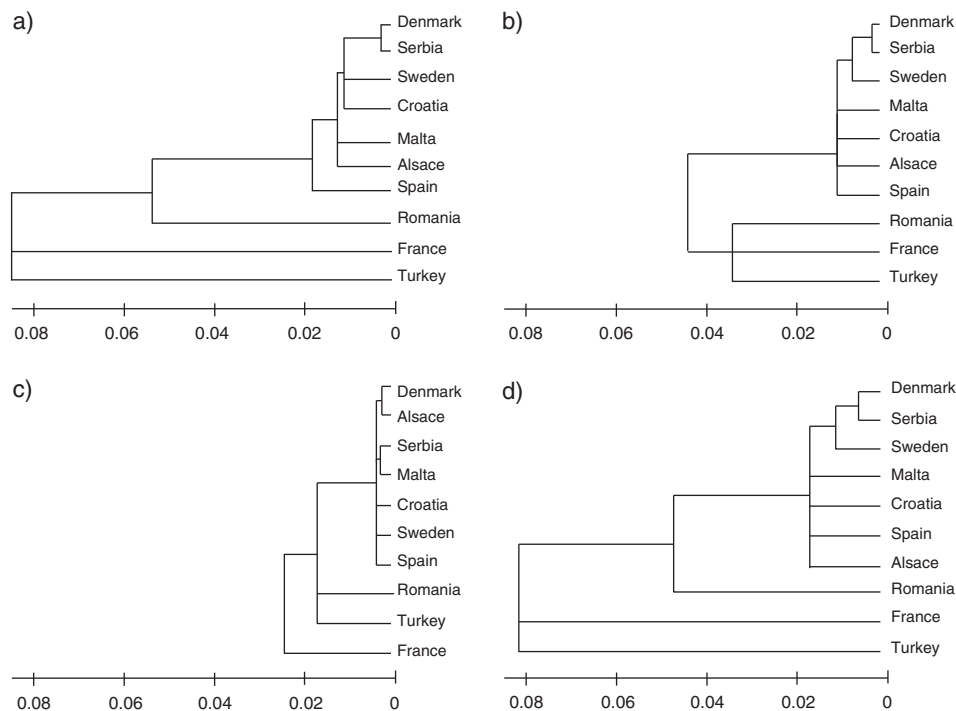 a)
Denmark
Serbia
Sweden
Croatia
Malta
Alsace
Spain
Romania
France
Turkey
0.08 0.06 0.04 0.02 0
b)
Denmark
Serbia
Sweden
Malta
Croatia
Alsace
Spain
Romania
France
Turkey
0.08 0.06 0.04 0.02 0
c)
Denmark
Alsace
Serbia
Malta
Croatia
Sweden
Spain
Romania
Turkey
France
0.08 0.06 0.04 0.02 0
d)
Denmark
Serbia
Sweden
Malta
Croatia
Spain
Alsace
Romania
France
Turkey
0.08 0.06 0.04 0.02 0